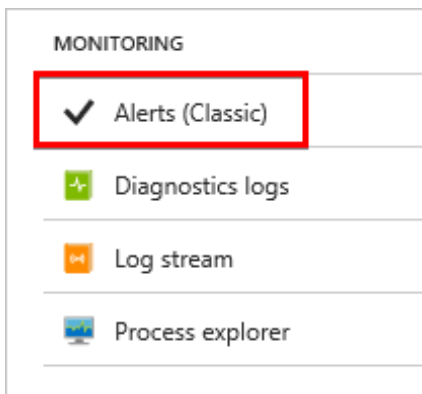 MONITORING
Alerts (Classic)
Diagnostics logs
Log stream
Process explorer